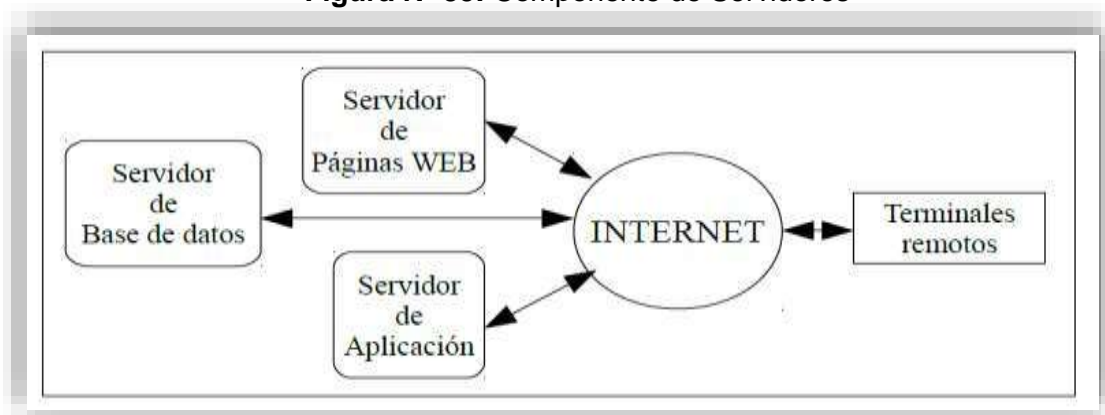 Componente de Servidores
Servidor
de
Páginas WEB
Servidor
de
Base de datos
INTERNET
Terminales
remotos
Servidor
de
Aplicación